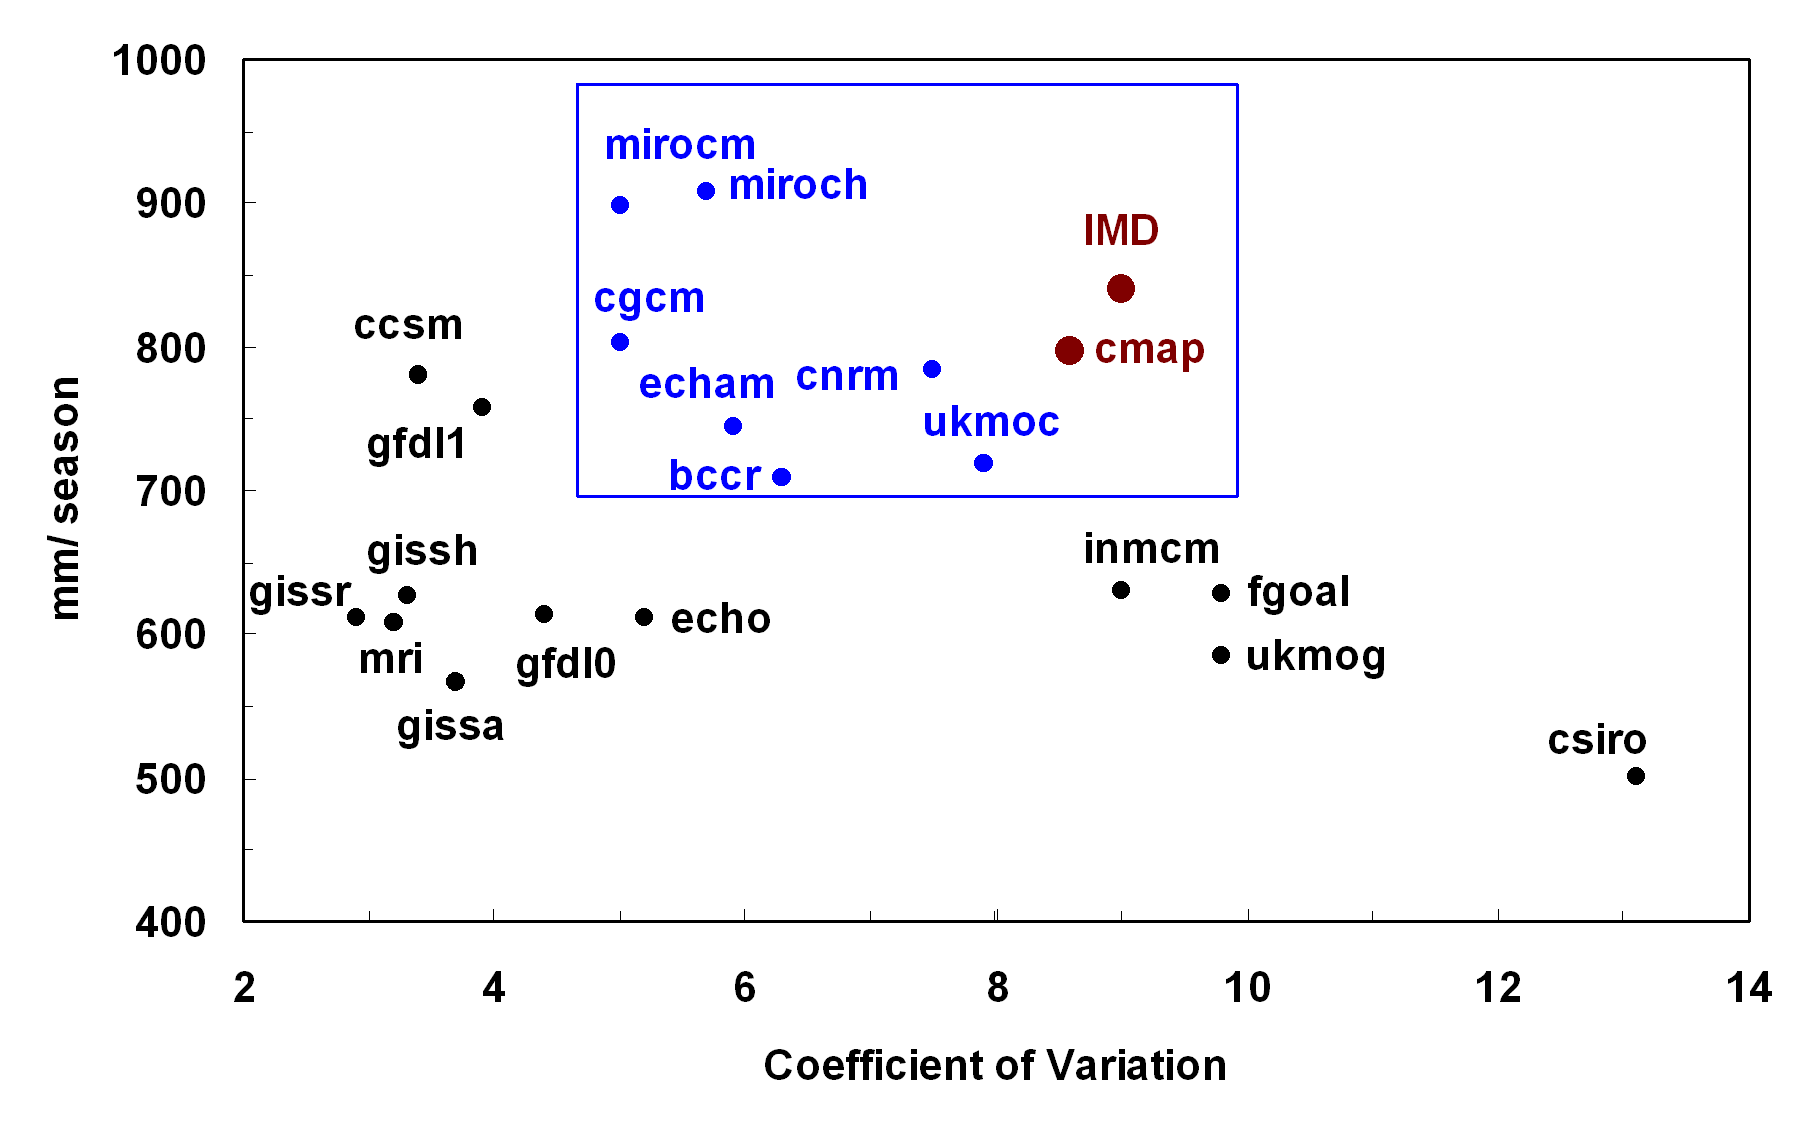 1000
mirocm
miroch
900
IMD
cgcm
ccsm
800
cmap
echam
cnrm
ukmoc
gfdl1
bccr
700
mm/ season
gissh
inmcm
gissr
fgoal
echo
600
mri
gfdl0
ukmog
gissa
csiro
500
400
2 4 6 8 10 12 14
Coefficient of Variation